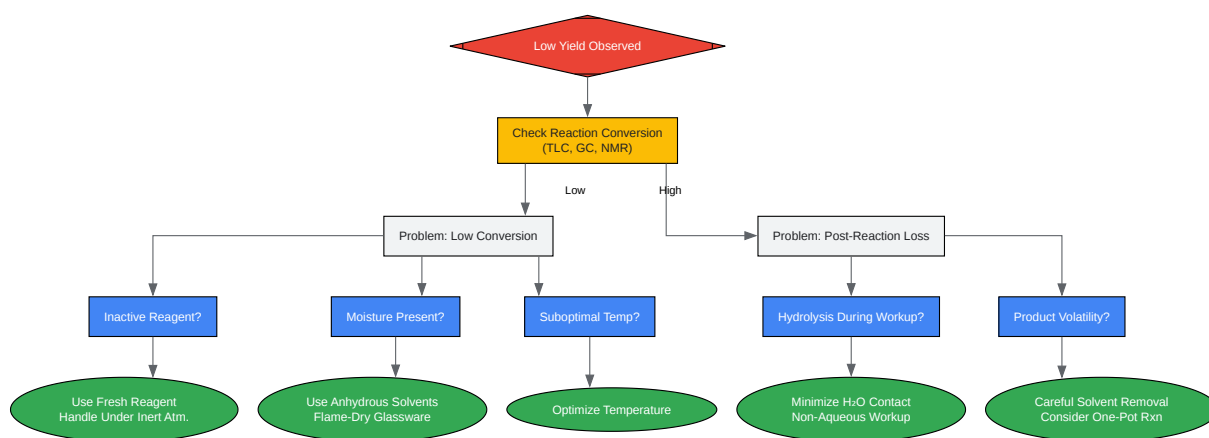 Low Yield Observed
Check Reaction Conversion
(TLC, GC, NMR)
Low
High
Problem: Low Conversion
Problem: Post-Reaction Loss
Inactive Reagent?
Moisture Present?
Suboptimal Temp?
Hydrolysis During Workup?
Product Volatility?
Use Fresh Reagent
Handle Under Inert Atm.
Use Anhydrous Solvents
Flame-Dry Glassware
Optimize Temperature
Minimize H₂O Contact
Non-Aqueous Workup
Careful Solvent Removal
Consider One-Pot Rxn